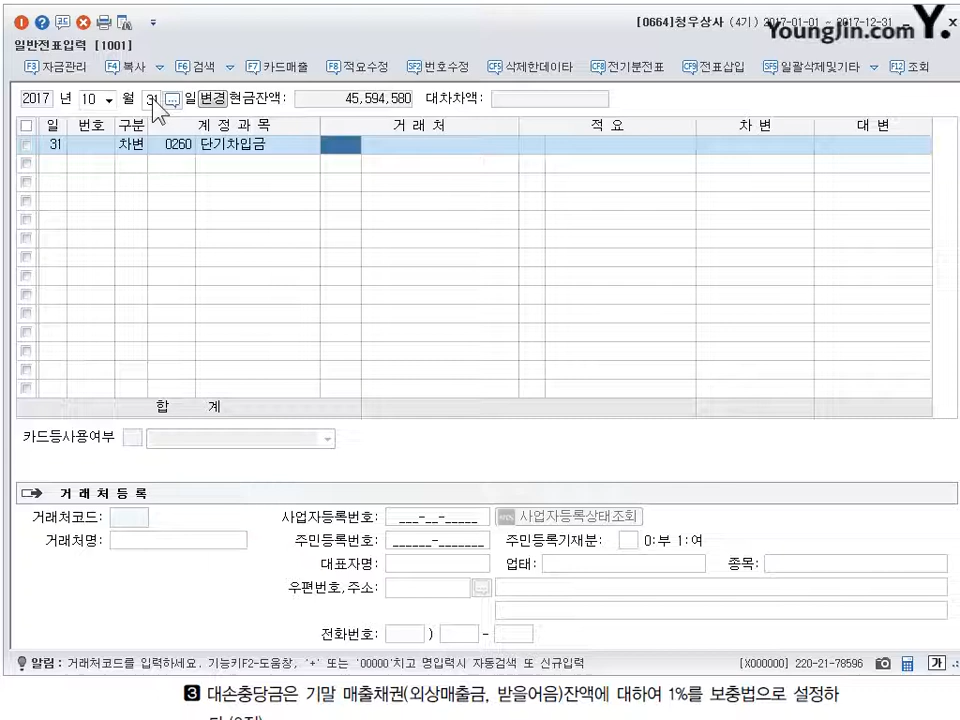 [0664]청우상사 (4기) 2017-01-01 ~ 2017-12-31
YoungJin.com Y.
일반전표입력 [1001]
F3 자금관리 F4 복사 F6 검색 F7 카드매출 F8 적요수정 SF2 번호수정 CF5 삭제한데이타 CF8 전기분전표 CF9 전표삽입 SF5 일괄삭제및기타 F12 조회
2017 년 10 월 31 일 변경 현금잔액: 45,594,580 대차차액:
일 번호 구분 계 정 과 목 거 래 처 적 요 차 변 대 변
31 차변 0260 단기차입금
합 계
카드등사용여부
거 래 처 등 록
거래처코드: 사업자등록번호: ___-__-_____ 사업자등록상태조회
거래처명: 주민등록번호: ______-_______ 주민등록기재분: 0:부 1:여
대표자명: 업태: 종목:
우편번호,주소:
전화번호: ) -
알림 : 거래처코드를 입력하세요. 기능키F2-도움창, '+' 또는 '00000'치고 명입력시 자동검색 또는 신규입력 [X000000] 220-21-78596 가
3 대손충당금은 기말 매출채권(외상매출금, 받을어음)잔액에 대하여 1%를 보충법으로 설정하